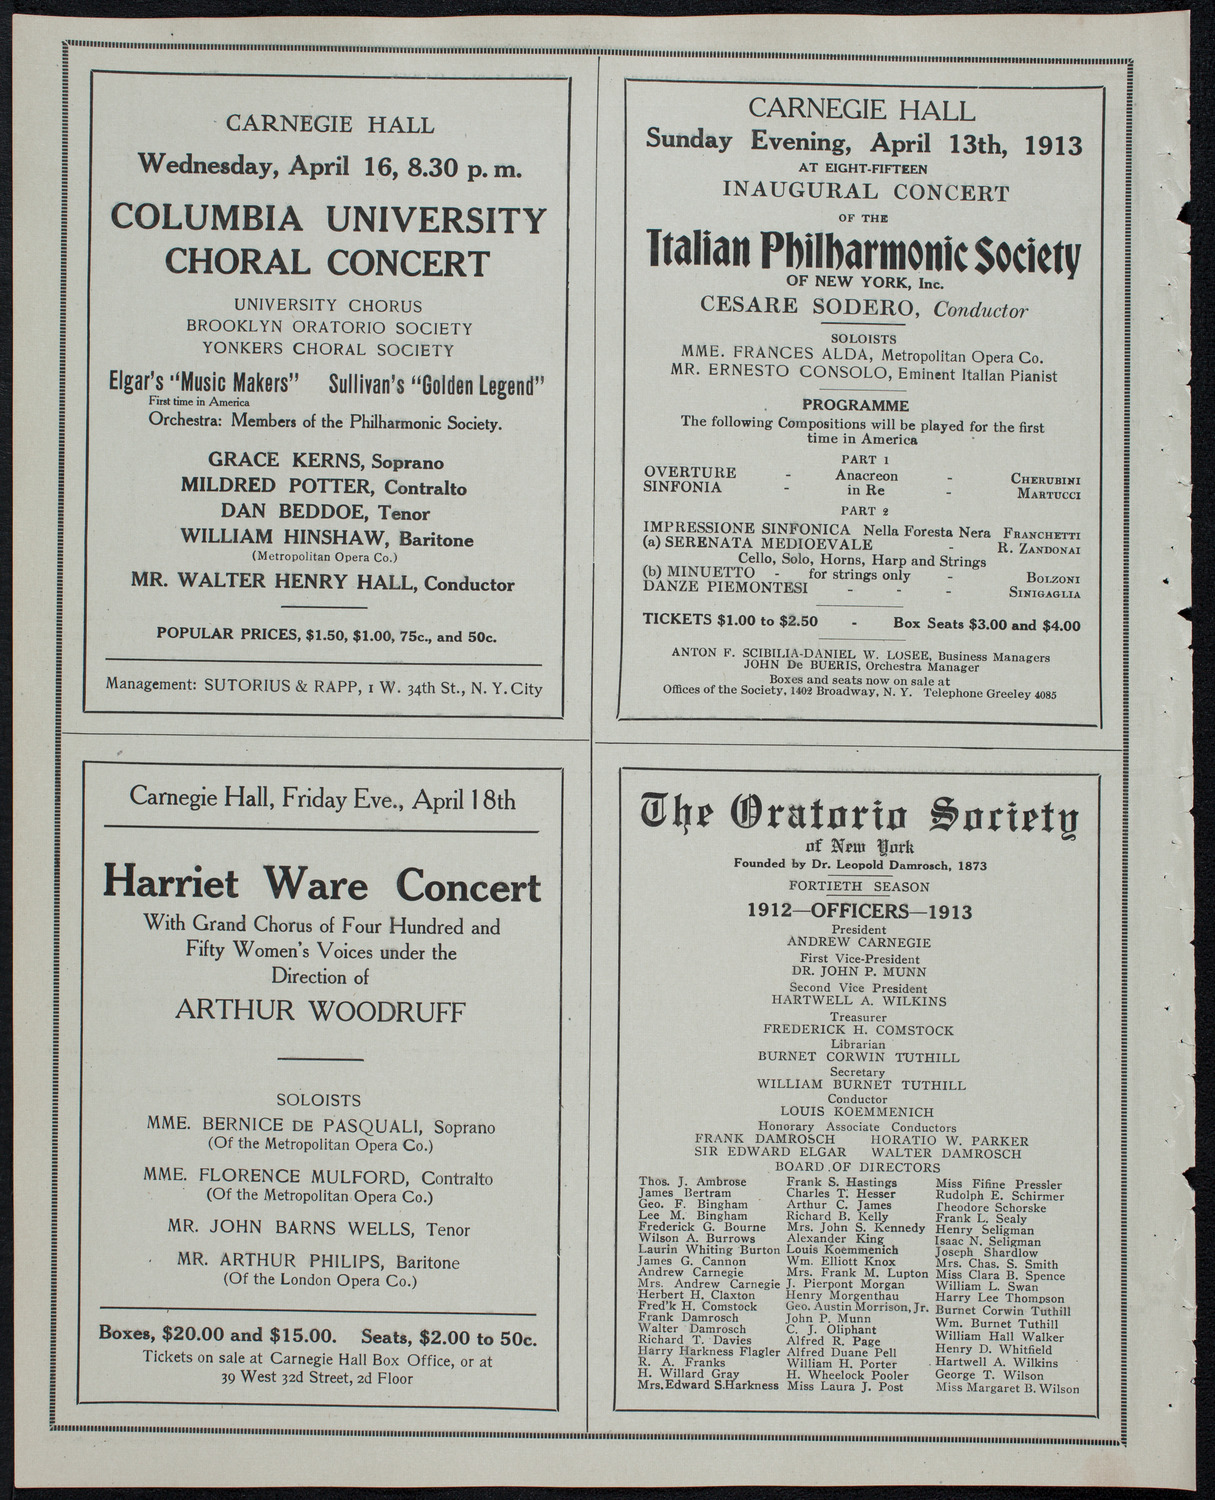 CARNEGIE HALL
Wednesday, April 16, 8.30 p. m.
COLUMBIA UNIVERSITY
CHORAL CONCERT
UNIVERSITY CHORUS
BROOKLYN ORATORIO SOCIETY
YONKERS CHORAL SOCIETY
Elgar's "Music Makers" Sullivan's "Golden Legend"
First time in America
Orchestra: Members of the Philharmonic Society.
GRACE KERNS, Soprano
MILDRED POTTER, Contralto
DAN BEDDOE, Tenor
WILLIAM HINSHAW, Baritone
(Metropolitan Opera Co.)
MR. WALTER HENRY HALL, Conductor
POPULAR PRICES, $1.50, $1.00, 75c., and 50c.
Management: SUTORIUS & RAPP, 1 W. 34th St., N. Y. City
CARNEGIE HALL
Sunday Evening, April 13th, 1913
AT EIGHT-FIFTEEN
INAUGURAL CONCERT
OF THE
Italian Philharmonic Society
OF NEW YORK, Inc.
CESARE SODERO, Conductor
SOLOISTS
MME. FRANCES ALDA, Metropolitan Opera Co.
MR. ERNESTO CONSOLO, Eminent Italian Pianist
PROGRAMME
The following Compositions will be played for the first
time in America
PART 1
OVERTURE - Anacreon - CHERUBINI
SINFONIA - in Re - MARTUCCI
PART 2
IMPRESSIONE SINFONICA Nella Foresta Nera FRANCHETTI
(a) SERENATA MEDIOEVALE - R. ZANDONAI
Cello, Solo, Horns, Harp and Strings
(b) MINUETTO - for strings only - BOLZONI
DANZE PIEMONTESI - - - SINIGAGLIA
TICKETS $1.00 to $2.50 - Box Seats $3.00 and $4.00
ANTON F. SCIBILIA-DANIEL W. LOSEE, Business Managers
JOHN De BUERIS, Orchestra Manager
Boxes and seats now on sale at
Offices of the Society, 1402 Broadway, N. Y. Telephone Greeley 4085
Carnegie Hall, Friday Eve., April 18th
Harriet Ware Concert
With Grand Chorus of Four Hundred and
Fifty Women's Voices under the
Direction of
ARTHUR WOODRUFF
SOLOISTS
MME. BERNICE DE PASQUALI, Soprano
(Of the Metropolitan Opera Co.)
MME. FLORENCE MULFORD, Contralto
(Of the Metropolitan Opera Co.)
MR. JOHN BARNS WELLS, Tenor
MR. ARTHUR PHILIPS, Baritone
(Of the London Opera Co.)
Boxes, $20.00 and $15.00. Seats, $2.00 to 50c.
Tickets on sale at Carnegie Hall Box Office, or at
39 West 32d Street, 2d Floor
The Oratorio Society
of New York
Founded by Dr. Leopold Damrosch, 1873
FORTIETH SEASON
1912—OFFICERS—1913
President
ANDREW CARNEGIE
First Vice-President
DR. JOHN P. MUNN
Second Vice President
HARTWELL A. WILKINS
Treasurer
FREDERICK H. COMSTOCK
Librarian
BURNET CORWIN TUTHILL
Secretary
WILLIAM BURNET TUTHILL
Conductor
LOUIS KOEMMENICH
Honorary Associate Conductors
FRANK DAMROSCH HORATIO W. PARKER
SIR EDWARD ELGAR WALTER DAMROSCH
BOARD OF DIRECTORS
Thos. J. Ambrose
James Bertram
Geo. F. Bingham
Lee M. Bingham
Frederick G. Bourne
Wilson A. Burrows
Laurin Whiting Burton
James G. Cannon
Andrew Carnegie
Mrs. Andrew Carnegie
Herbert H. Claxton
Fred'k H. Comstock
Frank Damrosch
Walter Damrosch
Richard T. Davies
Harry Harkness Flagler
R. A. Franks
H. Willard Gray
Mrs. Edward S. Harkness
Frank S. Hastings
Charles T. Hesser
Arthur C. James
Richard B. Kelly
Mrs. John S. Kennedy
Alexander King
Louis Koemmenich
Wm. Elliott Knox
Mrs. Frank M. Lupton
J. Pierpont Morgan
Henry Morgenthau
Geo. Austin Morrison, Jr.
John P. Munn
C. J. Oliphant
Alfred R. Page
Alfred Duane Pell
William H. Porter
H. Wheelock Pooler
Miss Laura J. Post
Miss Fifine Pressler
Rudolph E. Schirmer
Theodore Schorske
Frank L. Sealy
Henry Seligman
Isaac N. Seligman
Joseph Shardlow
Mrs. Chas. S. Smith
Miss Clara B. Spence
William L. Swan
Harry Lee Thompson
Burnet Corwin Tuthill
Wm. Burnet Tuthill
William Hall Walker
Henry D. Whitfield
Hartwell A. Wilkins
George T. Wilson
Miss Margaret B. Wilson